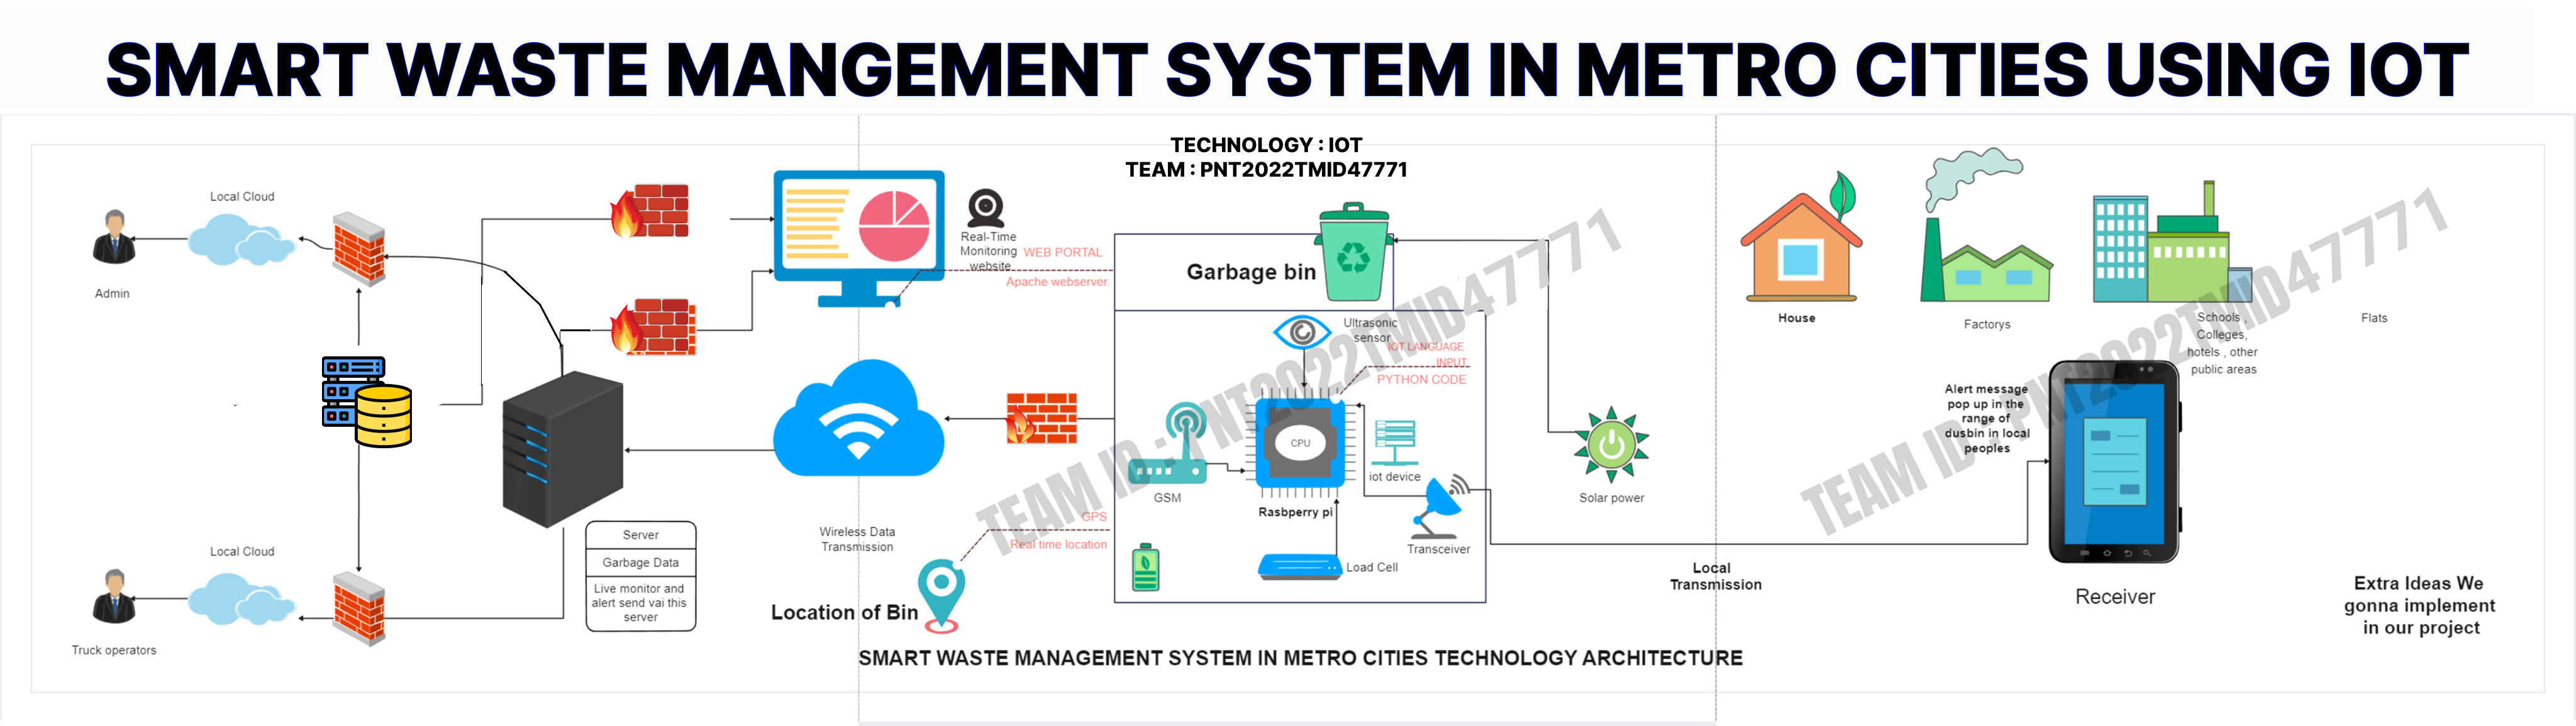 SMART WASTE MANGEMENT SYSTEM IN METRO CITIES USING IOT
TECHNOLOGY : IOT
TEAM : PNT2022TMID47771
Local Cloud
Admin
Real-Time
Monitoring
website
WEB PORTAL
Apache webserver.
Garbage bin
Ultrasonic
sensor
IOT LANGUAGE
INPUT
PYTHON CODE
CPU
GSM
iot device
Rasbperry pi
Transceiver
Load Cell
Solar power
House
Factorys
Schools ,
Colleges,
hotels , other
public areas
Flats
Alert message
pop up in the
range of
dusbin in local
peoples
Receiver
Local
Transmission
Extra Ideas We
gonna implement
in our project
Wireless Data
Transmission
GPS
Real time location
Location of Bin
Server
Garbage Data
Live monitor and
alert send vai this
server
Local Cloud
Truck operators
SMART WASTE MANAGEMENT SYSTEM IN METRO CITIES TECHNOLOGY ARCHITECTURE
TEAM ID : PNT2022TMID47771
TEAM ID : PNT2022TMID47771